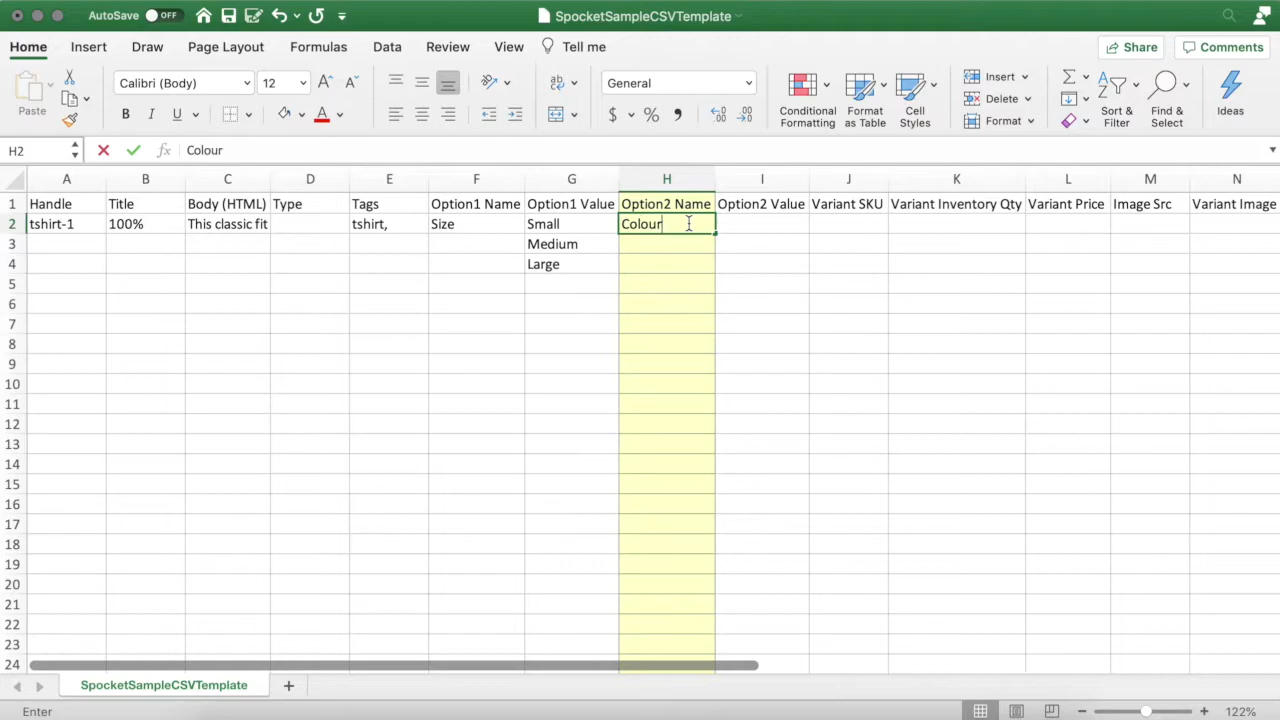 AutoSave OFF SpocketSampleCSVTemplate
Home Insert Draw Page Layout Formulas Data Review View Tell me Share Comments
Paste Calibri (Body) 12 General Conditional Formatting Format as Table Cell Styles Insert Delete Format Sort & Filter Find & Select Ideas
H2 fx Colour
A B C D E F G H I J K L M N
1 Handle Title Body (HTML) Type Tags Option1 Name Option1 Value Option2 Name Option2 Value Variant SKU Variant Inventory Qty Variant Price Image Src Variant Image
2 tshirt-1 100% This classic fit tshirt, Size Small Colour
3 Medium
4 Large
5
6
7
8
9
10
11
12
13
14
15
16
17
18
19
20
21
22
23
24
SpocketSampleCSVTemplate +
Enter 122%